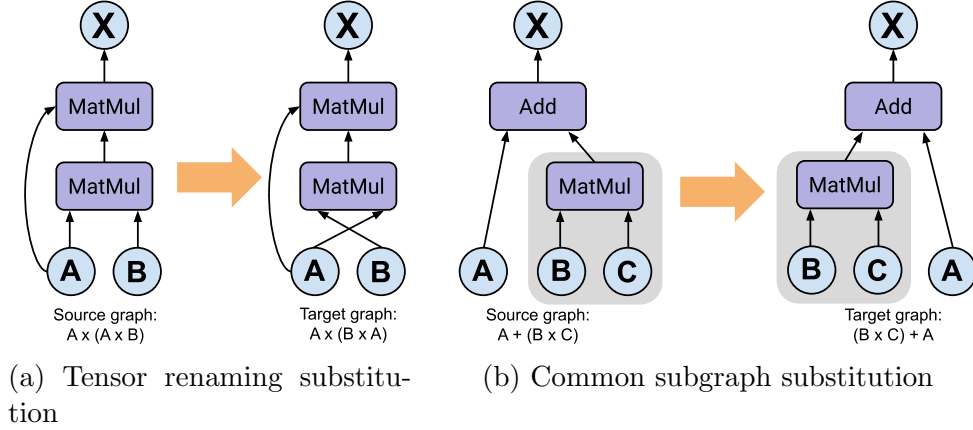 X
MatMul
MatMul
A
B
Source graph:
A x (A x B)
X
MatMul
MatMul
A
B
Target graph:
A x (B x A)
(a) Tensor renaming substitu-
tion
X
Add
MatMul
A
B
C
Source graph:
A + (B x C)
X
Add
MatMul
B
C
A
Target graph:
(B x C) + A
(b) Common subgraph substitution